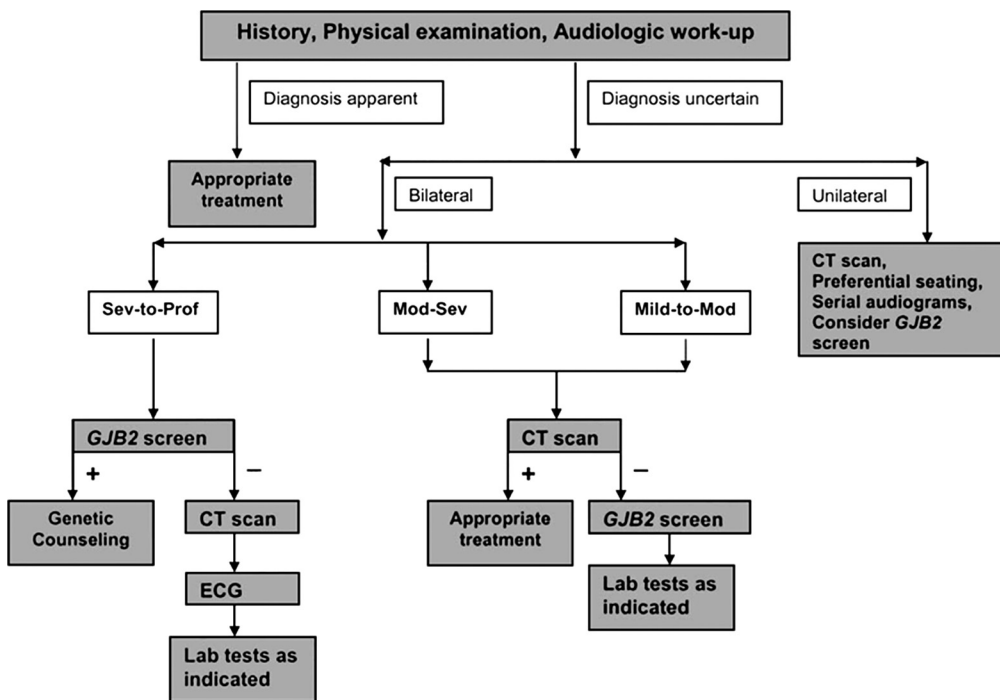 History, Physical examination, Audiologic work-up
Diagnosis apparent
Diagnosis uncertain
Appropriate
treatment
Bilateral
Unilateral
CT scan,
Preferential seating,
Serial audiograms,
Consider GJB2
screen
Sev-to-Prof
Mod-Sev
Mild-to-Mod
GJB2 screen
+
–
Genetic
Counseling
CT scan
ECG
Lab tests as
indicated
CT scan
+
–
Appropriate
treatment
GJB2 screen
Lab tests as
indicated